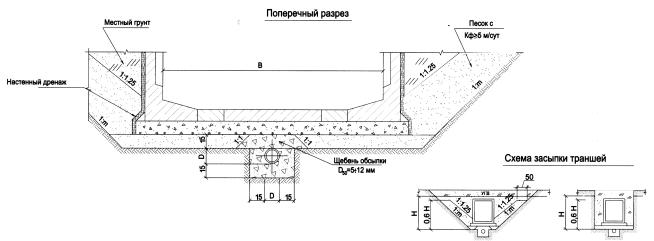 Поперечный разрез
Местный грунт
Песок с
Кф≥5 м/сут
В
1:1.25
1:1.25
Настенный дренаж
1:m
1:m
15
1:1
1:1
D
15
Щебень обсыпки
D₅₀=5÷12 мм
15
D
15
Схема засыпки траншей
50
H
0,6 H
1:1.25
1:1.25
1:m
1:m
H
0,6 H